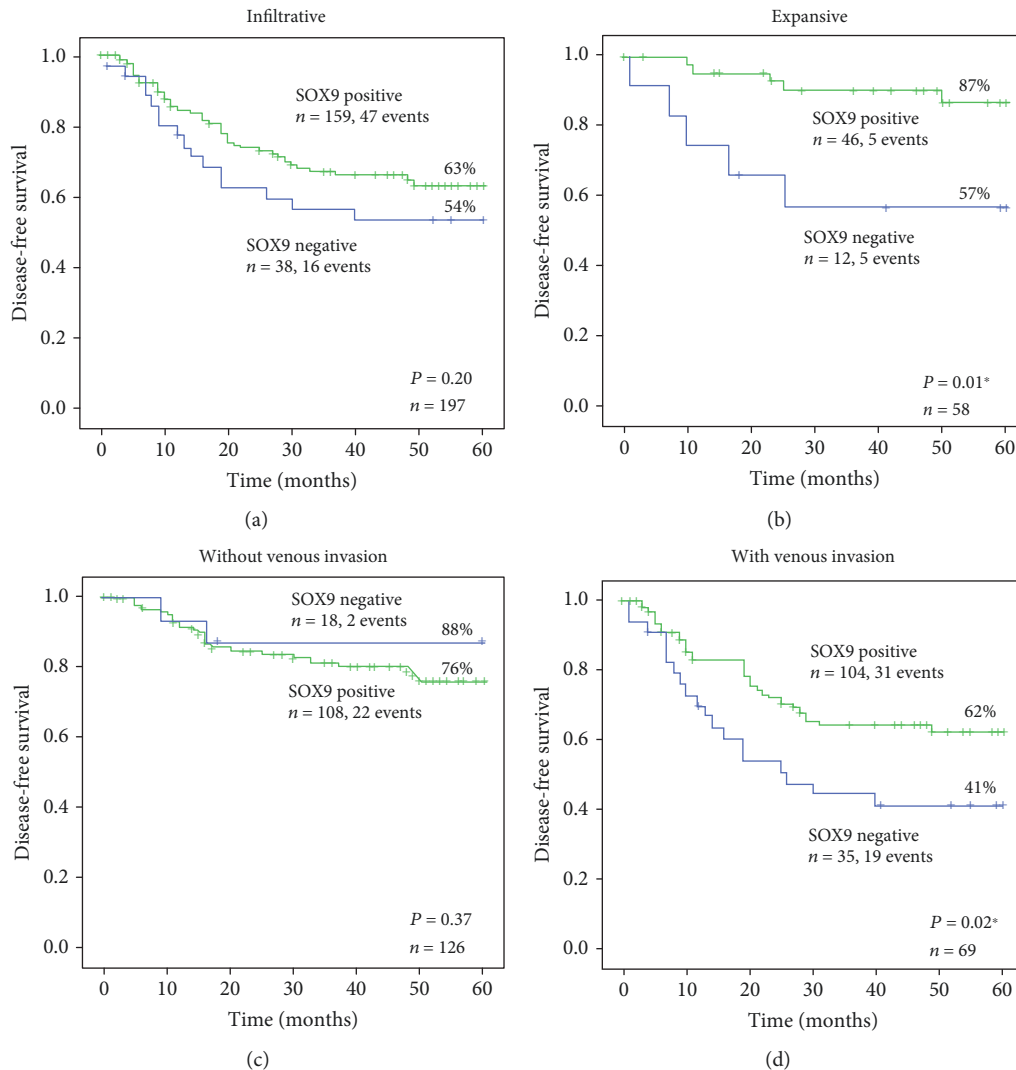 Infiltrative
1.0
0.8
0.6
0.4
0.2
0.0
Disease-free survival
SOX9 positive
n = 159, 47 events
63%
54%
SOX9 negative
n = 38, 16 events
P = 0.20
n = 197
0 10 20 30 40 50 60
Time (months)
(a)
Expansive
1.0
0.8
0.6
0.4
0.2
0.0
Disease-free survival
87%
SOX9 positive
n = 46, 5 events
57%
SOX9 negative
n = 12, 5 events
P = 0.01*
n = 58
0 10 20 30 40 50 60
Time (months)
(b)
Without venous invasion
1.0
0.8
0.6
0.4
0.2
0.0
Disease-free survival
SOX9 negative
n = 18, 2 events
88%
76%
SOX9 positive
n = 108, 22 events
P = 0.37
n = 126
0 10 20 30 40 50 60
Time (months)
(c)
With venous invasion
1.0
0.8
0.6
0.4
0.2
0.0
Disease-free survival
SOX9 positive
n = 104, 31 events
62%
41%
SOX9 negative
n = 35, 19 events
P = 0.02*
n = 69
0 10 20 30 40 50 60
Time (months)
(d)